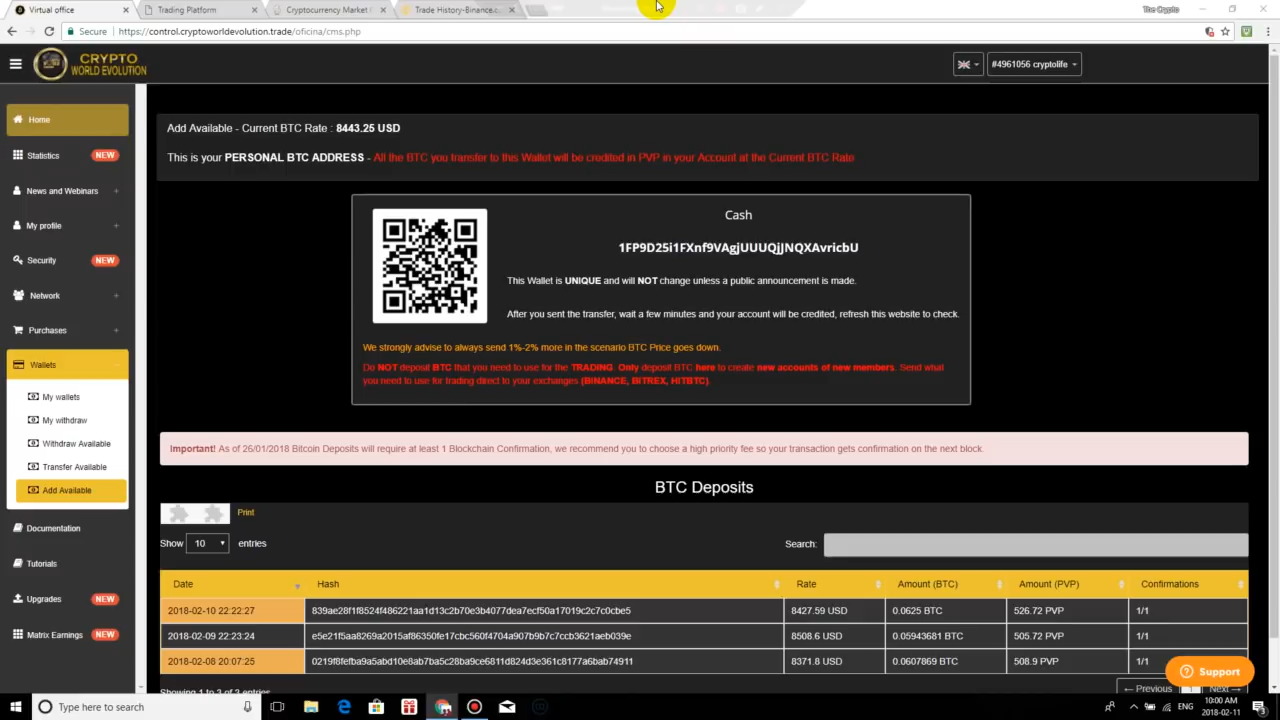 Virtual office
Trading Platform
Cryptocurrency Market
Trade History-Binance.co
The Crypto
Secure
https://control.cryptoworldevolution.trade/oficina/cms.php
CRYPTO
WORLD EVOLUTION
#4961056 cryptolife
Home
Statistics NEW
News and Webinars +
My profile +
Security NEW
Network +
Purchases +
Wallets
My wallets
My withdraw
Withdraw Available
Transfer Available
Add Available
Documentation
Tutorials
Upgrades NEW
Matrix Earnings NEW
Add Available - Current BTC Rate : 8443.25 USD
This is your PERSONAL BTC ADDRESS - All the BTC you transfer to this Wallet will be credited in PVP in your Account at the Current BTC Rate
Cash
1FP9D25i1FXnf9VAgjUUUQjJNQXAvricbU
This Wallet is UNIQUE and will NOT change unless a public announcement is made.
After you sent the transfer, wait a few minutes and your account will be credited, refresh this website to check.
We strongly advise to always send 1%-2% more in the scenario BTC Price goes down.
Do NOT deposit BTC that you need to use for the TRADING. Only deposit BTC here to create new accounts of new members. Send what
you need to use for trading direct to your exchanges (BINANCE, BITREX, HITBTC).
Important! As of 26/01/2018 Bitcoin Deposits will require at least 1 Blockchain Confirmation, we recommend you to choose a high priority fee so your transaction gets confirmation on the next block.
BTC Deposits
Print
Show 10 entries
Search:
Date Hash Rate Amount (BTC) Amount (PVP) Confirmations
2018-02-10 22:22:27 839ae28f1f8524f486221aa1d13c2b70e3b4077dea7ecf50a17019c2c7c0cbe5 8427.59 USD 0.0625 BTC 526.72 PVP 1/1
2018-02-09 22:23:24 e5e21f5aa8269a2015af86350fe17cbc560f4704a907b9b7c7ccb3621aeb039e 8508.6 USD 0.05943681 BTC 505.72 PVP 1/1
2018-02-08 20:07:25 0219f8fefba9a5abd10e8ab7ba5c28ba9ce6811d824d3e361c8177a6bab74911 8371.8 USD 0.0607869 BTC 508.9 PVP 1/1
Showing 1 to 3 of 3 entries
← Previous 1 Next →
Support
Type here to search
ENG
10:00 AM
2018-02-11
3